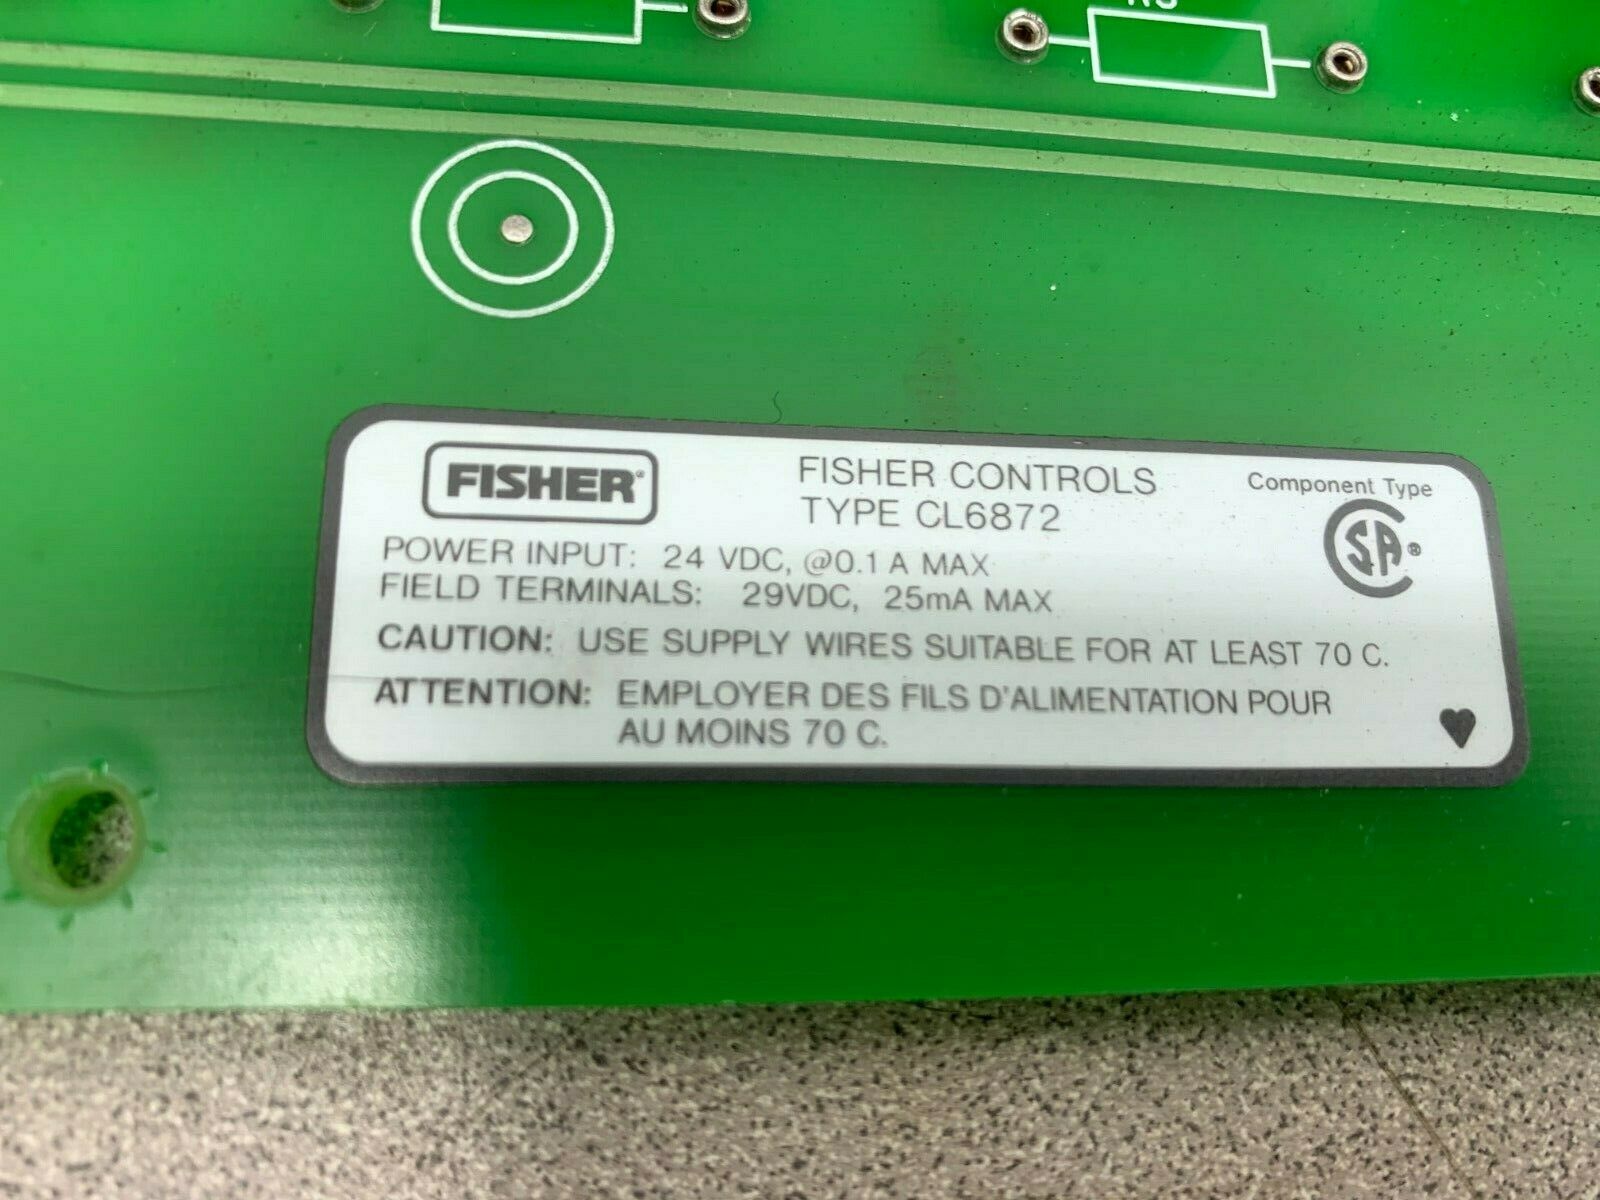 FISHER®
FISHER CONTROLS
TYPE CL6872
Component Type
SA®
POWER INPUT: 24 VDC, @0.1 A MAX
FIELD TERMINALS: 29VDC, 25mA MAX
CAUTION: USE SUPPLY WIRES SUITABLE FOR AT LEAST 70 C.
ATTENTION: EMPLOYER DES FILS D'ALIMENTATION POUR
AU MOINS 70 C.